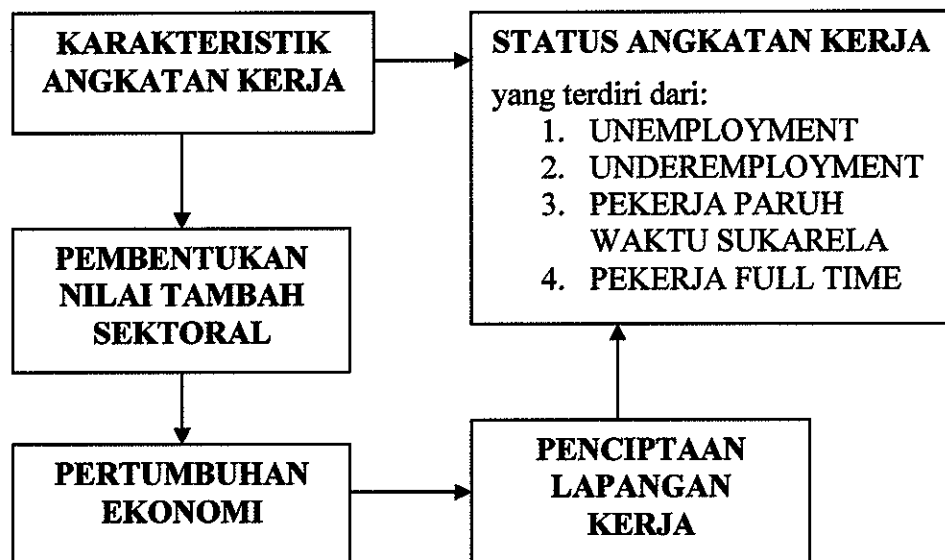 KARAKTERISTIK
ANGKATAN KERJA
STATUS ANGKATAN KERJA
yang terdiri dari:
1. UNEMPLOYMENT
2. UNDEREMPLOYMENT
3. PEKERJA PARUH
WAKTU SUKARELA
4. PEKERJA FULL TIME
PEMBENTUKAN
NILAI TAMBAH
SEKTORAL
PERTUMBUHAN
EKONOMI
PENCIPTAAN
LAPANGAN
KERJA